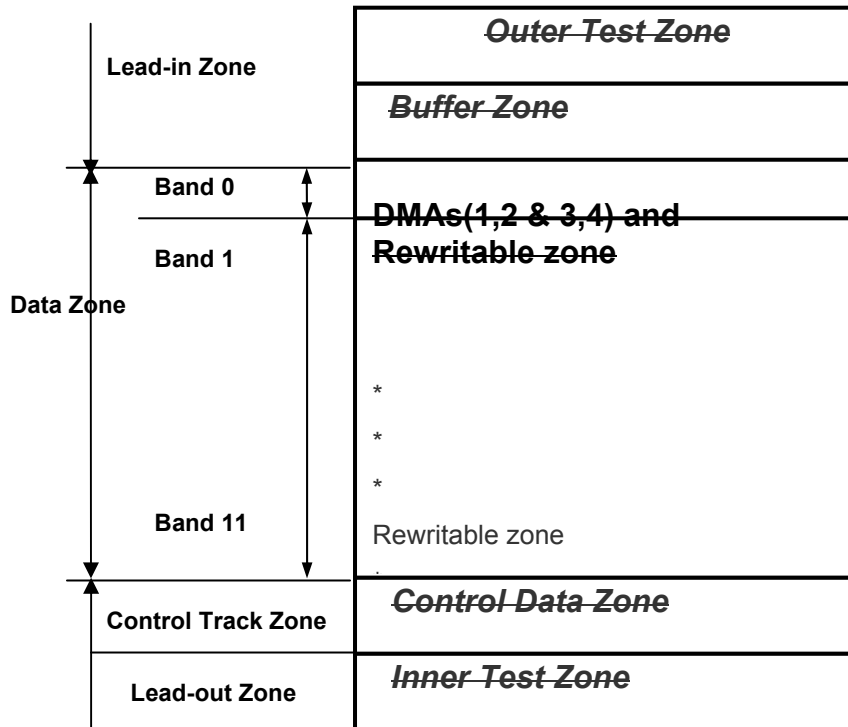 Outer Test Zone
Lead-in Zone
Buffer Zone
Band 0
DMAs(1,2 & 3,4) and
Rewritable zone
Band 1
Data Zone
*
*
*
Band 11
Rewritable zone
.
Control Data Zone
Control Track Zone
Inner Test Zone
Lead-out Zone